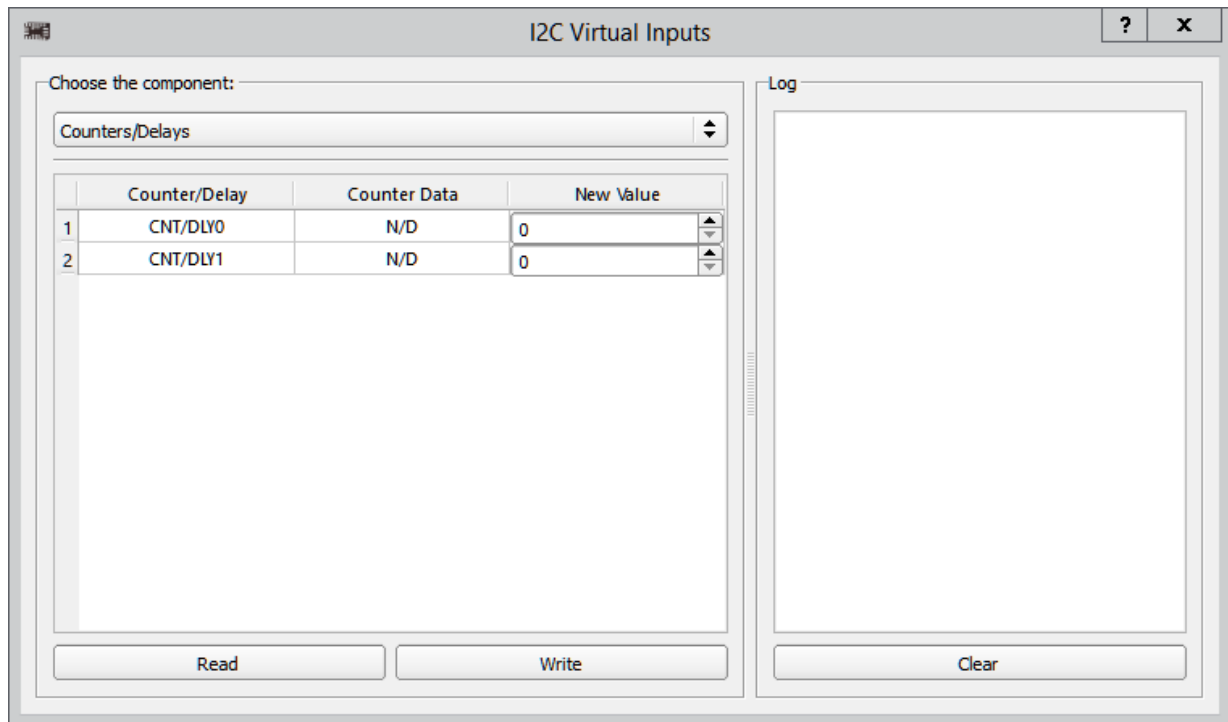 I2C Virtual Inputs
? x
Choose the component:
Counters/Delays
Counter/Delay Counter Data New Value
1 CNT/DLY0 N/D 0
2 CNT/DLY1 N/D 0
Read Write
Log
Clear